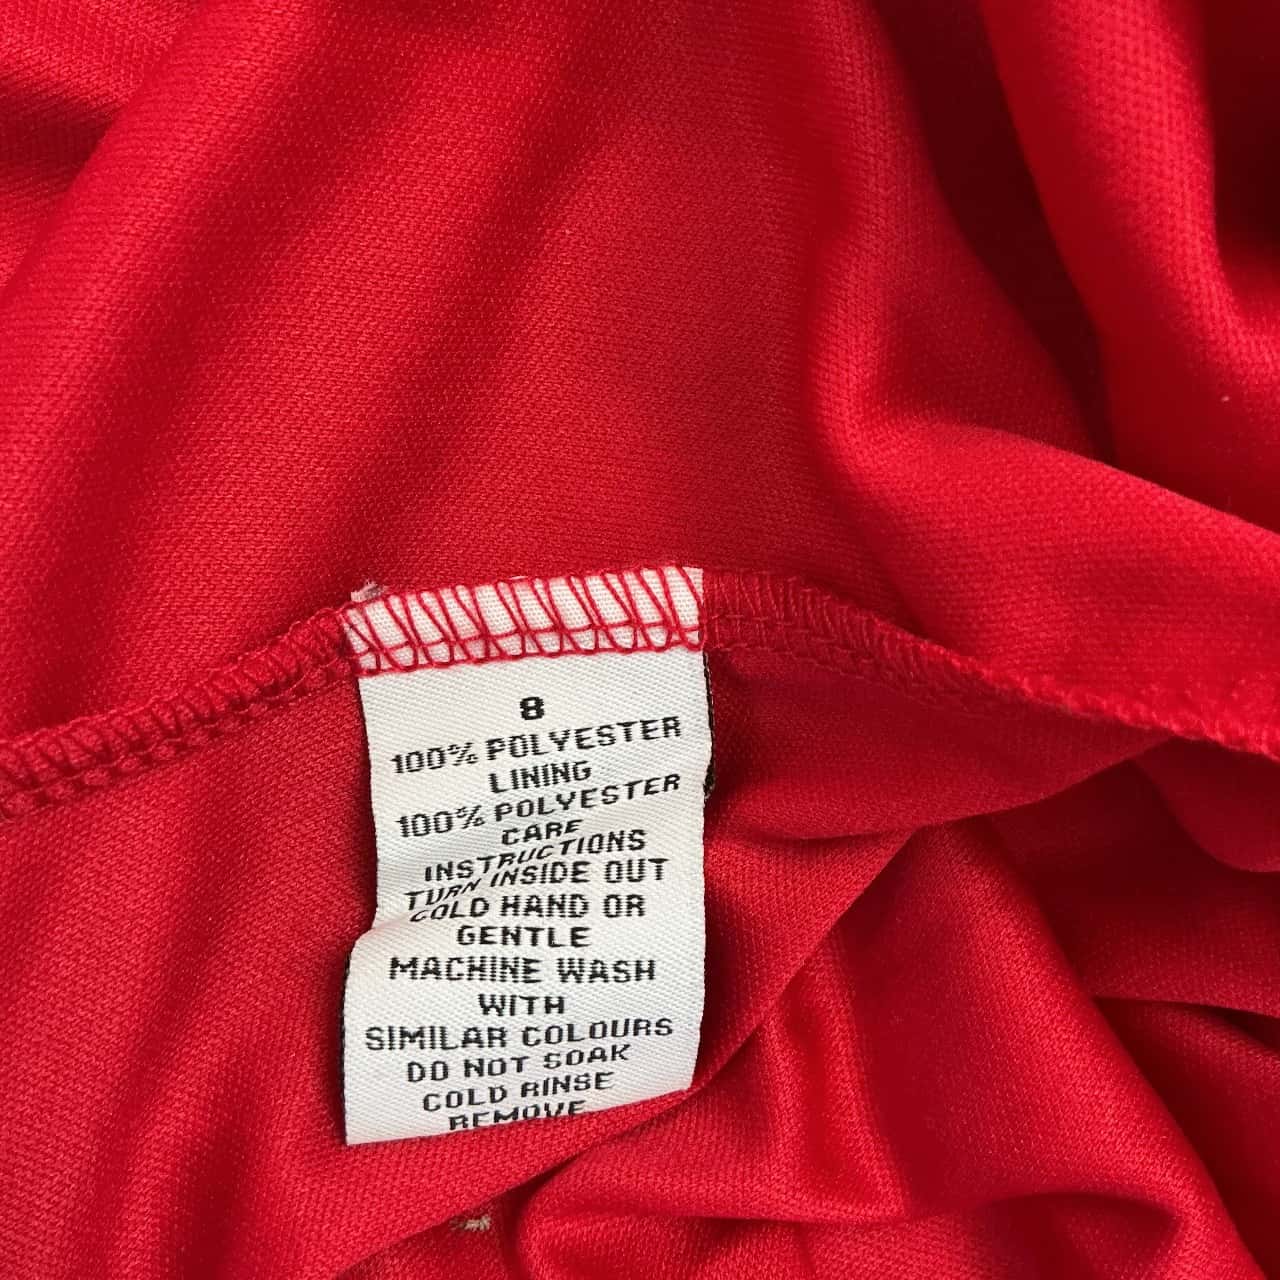 8
100% POLYESTER
LINING
100% POLYESTER
CARE
INSTRUCTIONS
TURN INSIDE OUT
COLD HAND OR
GENTLE
MACHINE WASH
WITH
SIMILAR COLOURS
DO NOT SOAK
COLD RINSE
REMOVE